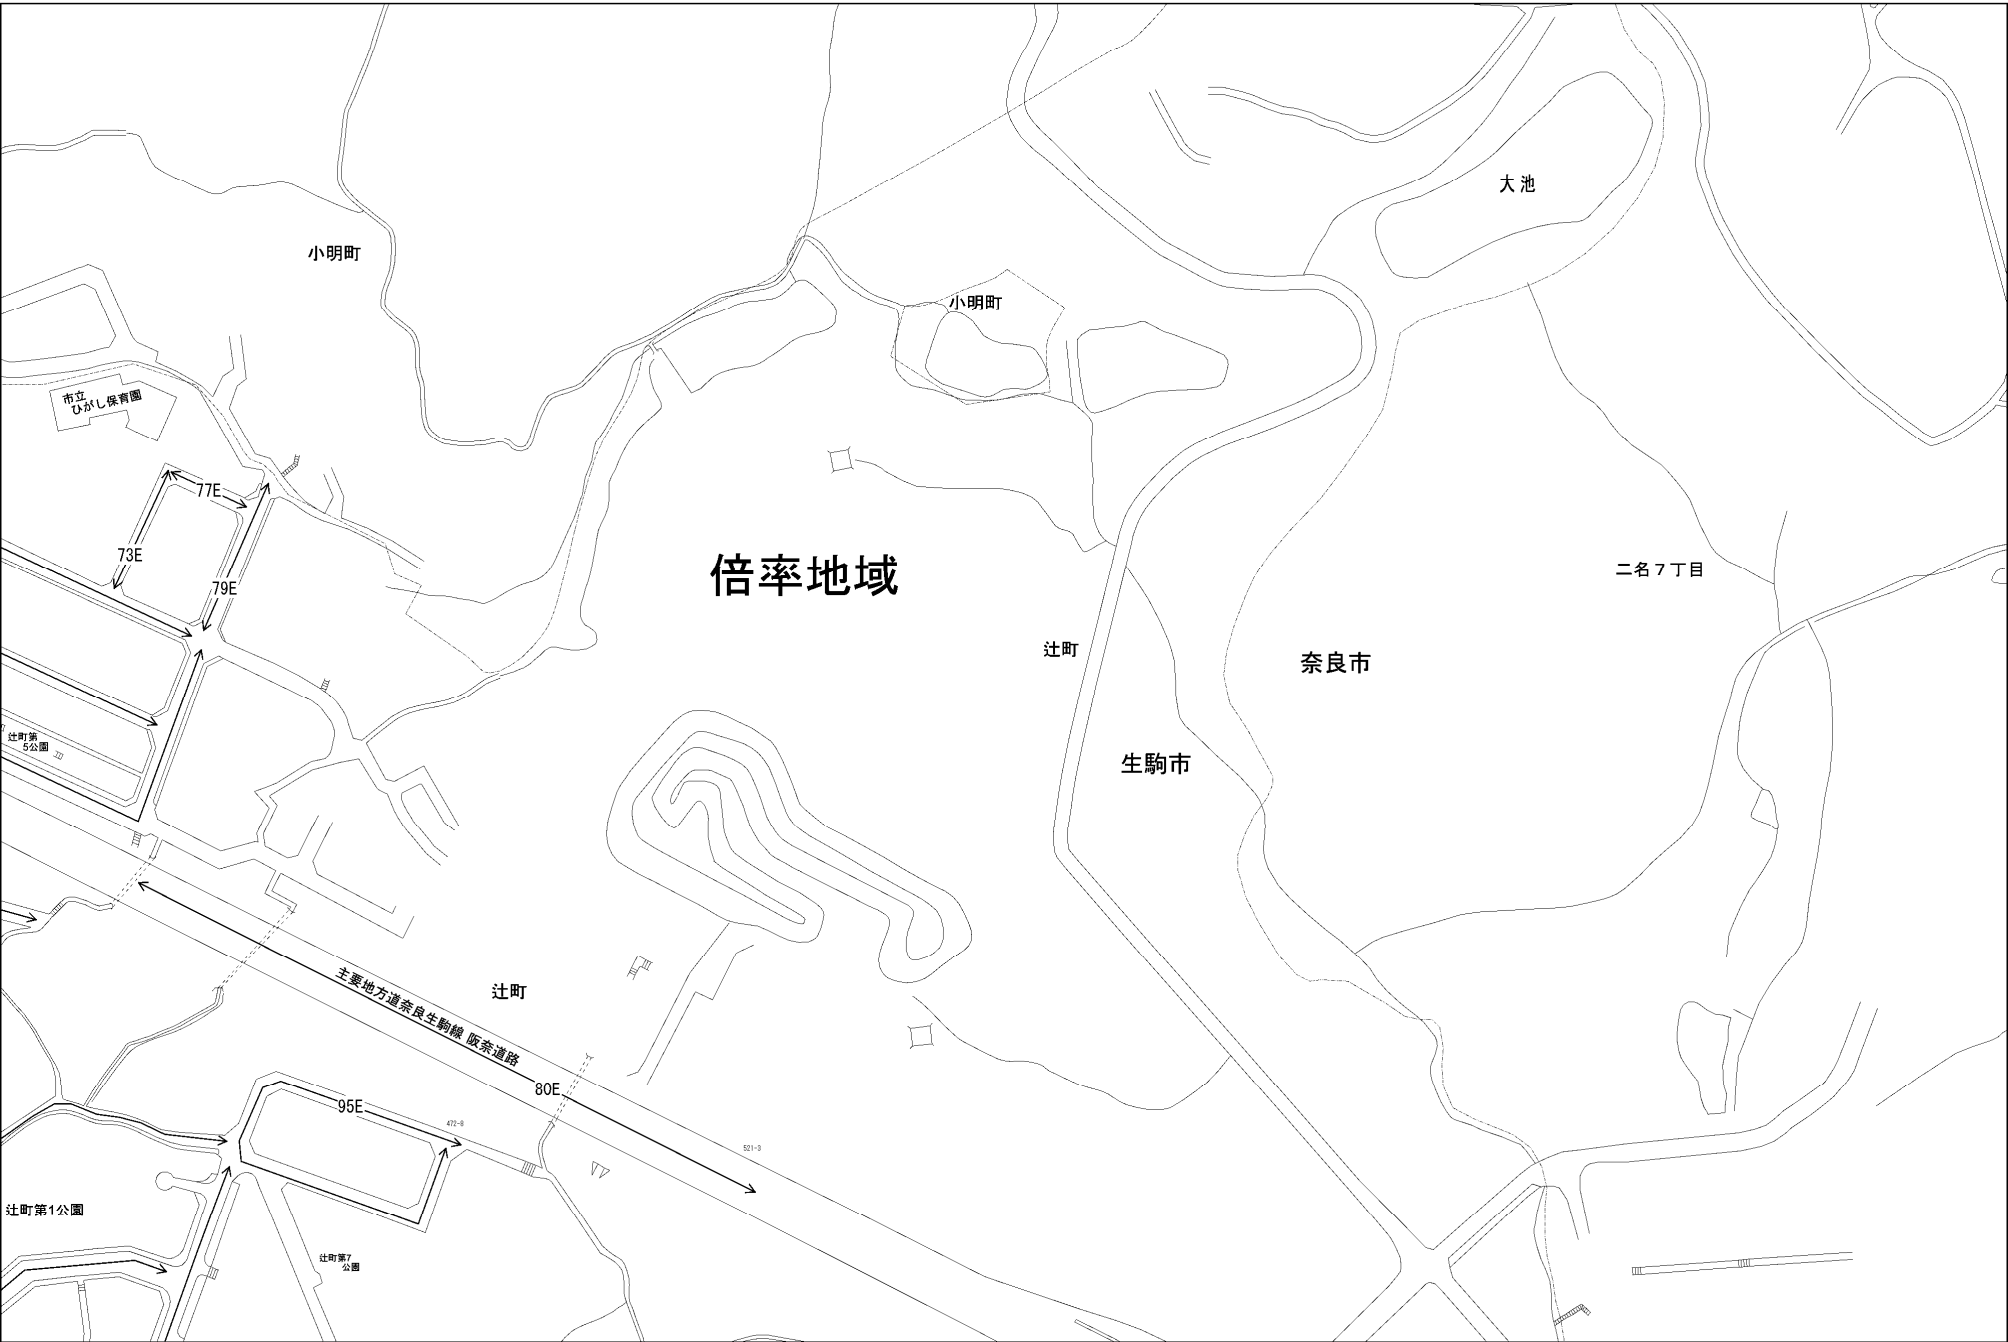 大池
小明町
小明町
市立
ひがし保育園
77E
73E
79E
倍率地域
二名7丁目
辻町
奈良市
辻町第
5公園
生駒市
主要地方道奈良生駒線 阪奈道路
辻町
80E
95E
472-8
521-3
辻町第1公園
辻町第7
公園